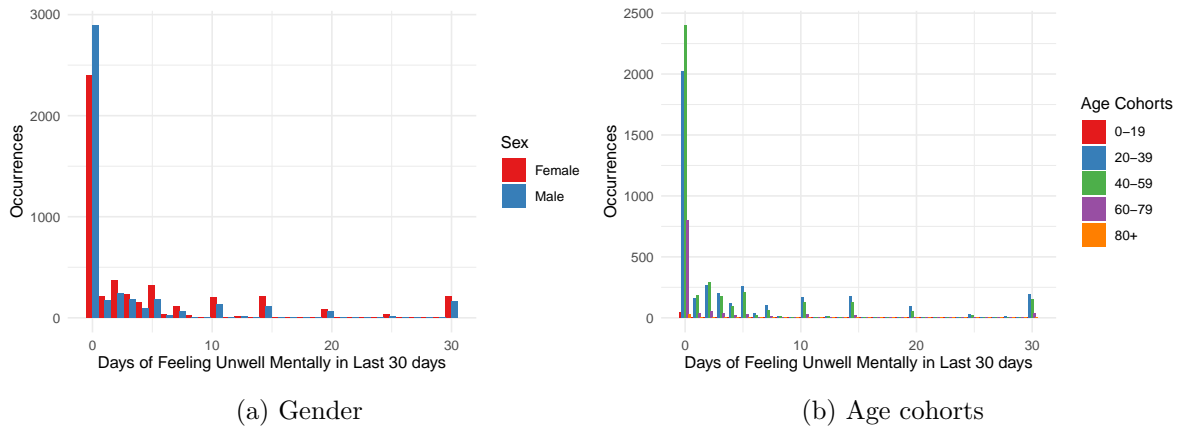 3000
2000
1000
0
Occurrences
0 10 20 30
Days of Feeling Unwell Mentally in Last 30 days
Sex
Female
Male
(a) Gender
2500
2000
1500
1000
500
0
Occurrences
0 10 20 30
Days of Feeling Unwell Mentally in Last 30 days
Age Cohorts
0−19
20−39
40−59
60−79
80+
(b) Age cohorts